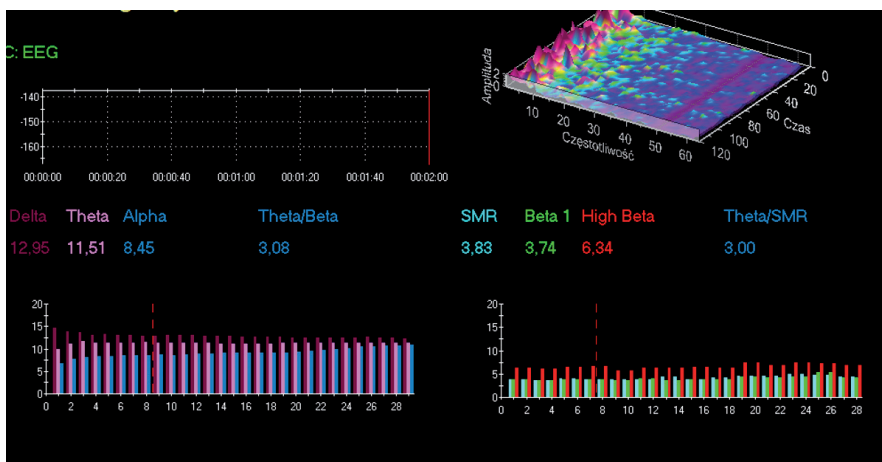 C: EEG
-140
-150
-160
00:00:00 00:00:20 00:00:40 00:01:00 00:01:20 00:01:40 00:02:00
Amplituda
2
0
10 20 30 40 50 60
Częstotliwość
0
20
40
60
100
120
Czas
Delta Theta Alpha Theta/Beta
12,95 11,51 8,45 3,08
SMR Beta 1 High Beta Theta/SMR
3,83 3,74 6,34 3,00
20
15
10
5
0
0 2 4 6 8 10 12 14 16 18 20 22 24 26 28
20
15
10
5
0
0 2 4 6 8 10 12 14 16 18 20 22 24 26 28